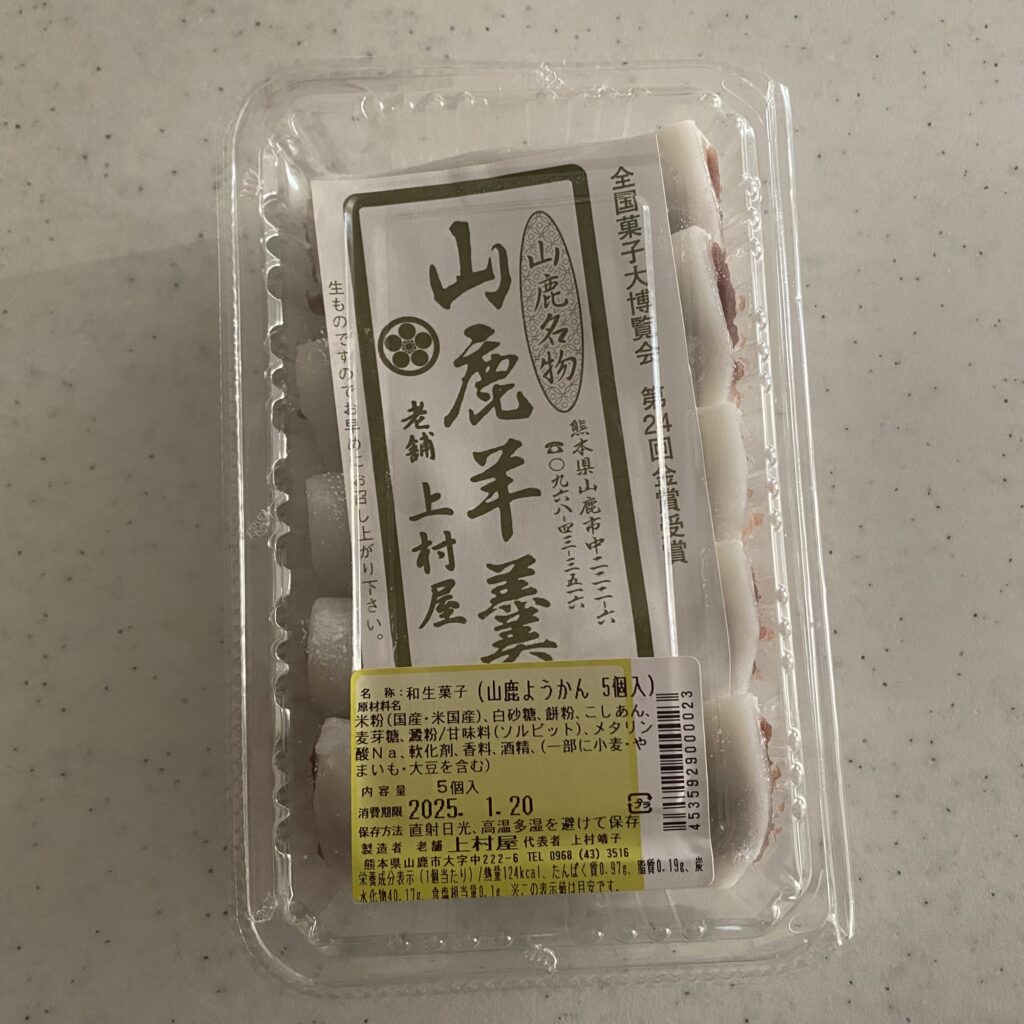 全国菓子大博覧会 第24回金賞受賞
山鹿名物
熊本県山鹿市中二二二-六
☎〇九六八-四三-三五一六
山鹿羊羹
老舗 上村屋
生ものですのでお早めにお召し上がり下さい。
名 称:和生菓子(山鹿ようかん 5個入)
原材料名
米粉(国産・米国産)、白砂糖、餅粉、こしあん、
麦芽糖、澱粉/甘味料(ソルビット)、メタリン
酸Na、軟化剤、香料、酒精、(一部に小麦・や
まいも・大豆を含む)
内容量 5個入
消費期限 2025. 1.20
保存方法 直射日光、高温多湿を避けて保存
プラ
製造者 老舗 上村屋 代表者 上村靖子
熊本県山鹿市大字中222-6 TEL 0968 (43) 3516
栄養成分表示(1個当たり)/熱量124kcal、たんぱく質0.97g、脂質0.19g、炭
水化物40.17g、食塩相当量0.1g ※この表示値は目安です。
4535929000023